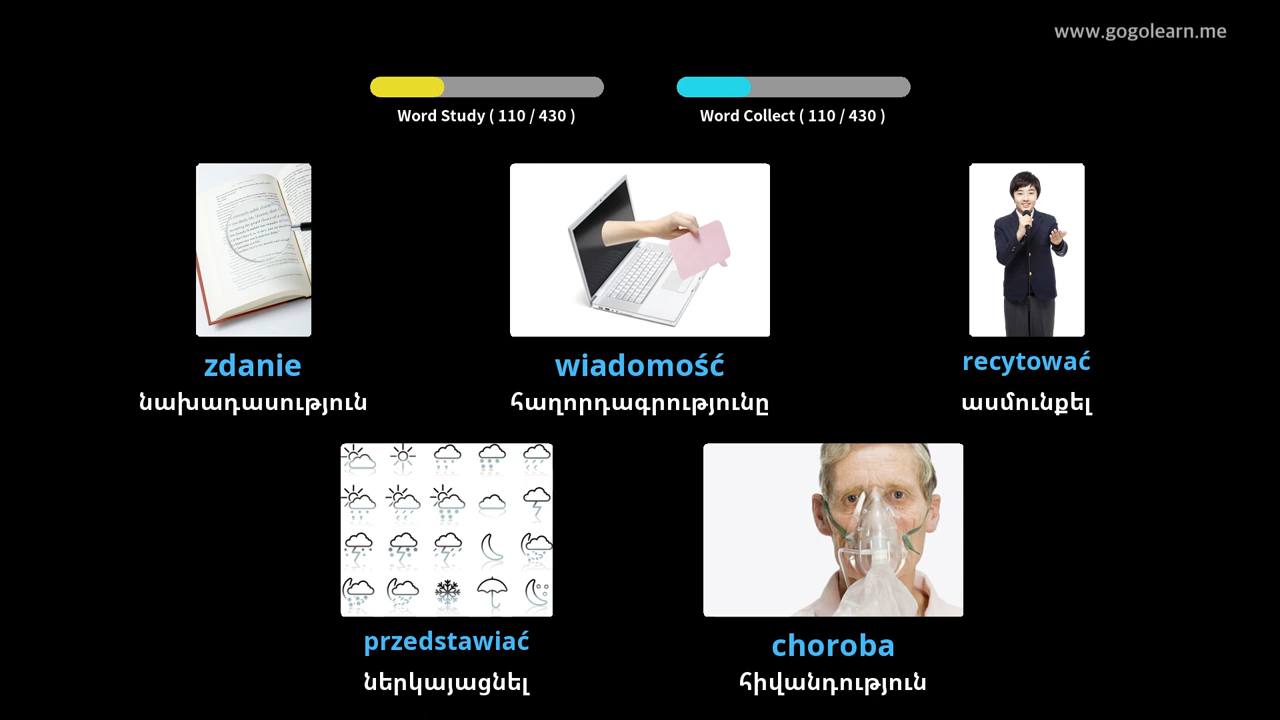 www.gogolearn.me
Word Study ( 110 / 430 )
Word Collect ( 110 / 430 )
zdanie
նախադասություն
wiadomość
հաղորդագրությունը
recytować
ասմունքել
przedstawiać
ներկայացնել
choroba
հիվանդություն